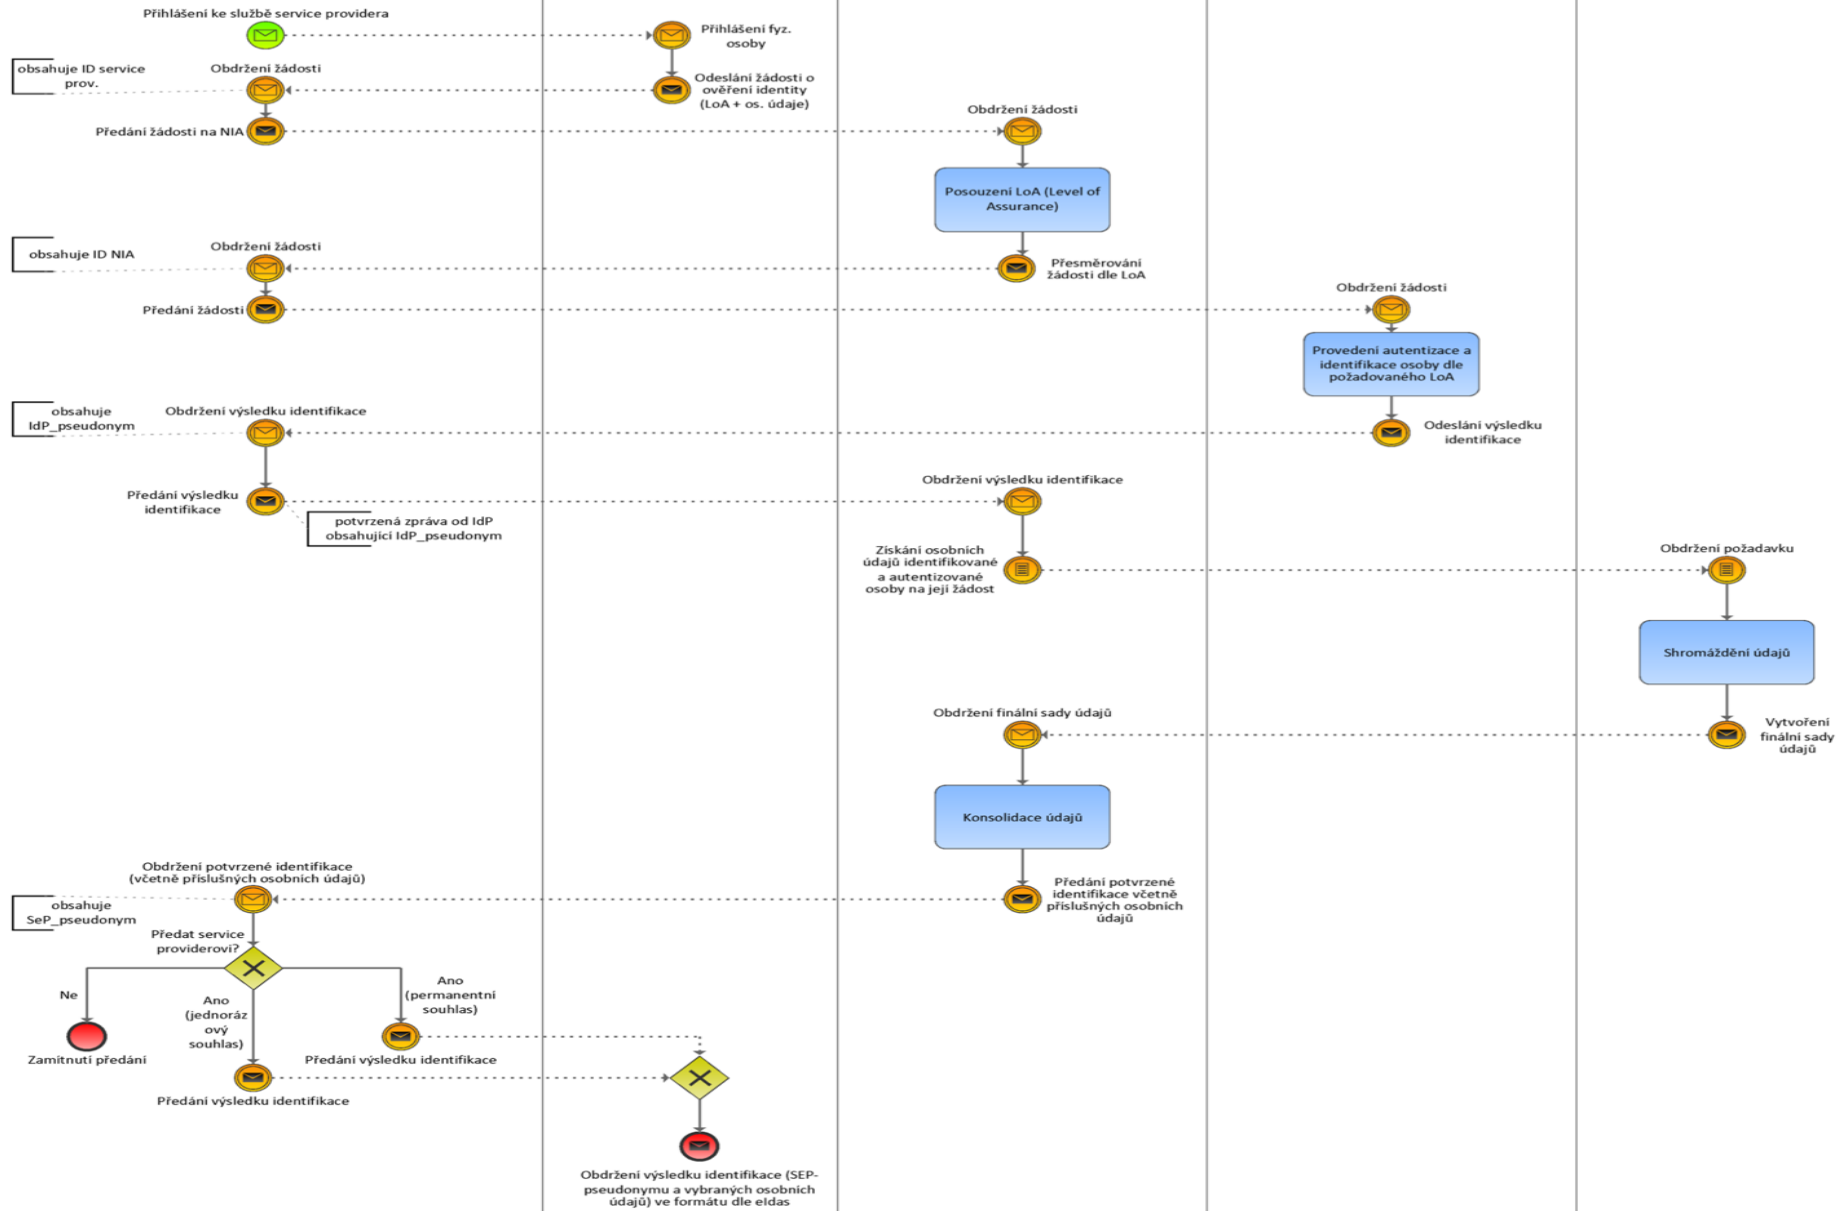 Přihlášení ke službě service providera
Přihlášení fyz.
osoby
obsahuje ID service
prov.
Obdržení žádosti
Odeslání žádosti o
ověření identity
(LoA + os. údaje)
Předání žádosti na NIA
Obdržení žádosti
Posouzení LoA (Level of
Assurance)
obsahuje ID NIA
Obdržení žádosti
Přesměrování
žádosti dle LoA
Předání žádosti
Obdržení žádosti
Provedení autentizace a
identifikace osoby dle
požadovaného LoA
obsahuje
IdP_pseudonym
Obdržení výsledku identifikace
Odeslání výsledku
identifikace
Předání výsledku
identifikace
potvrzená zpráva od IdP
obsahující IdP_pseudonym
Obdržení výsledku identifikace
Získání osobních
údajů identifikované
a autentizované
osoby na její žádost
Obdržení požadavku
Shromáždění údajů
Vytvoření
finální sady
údajů
Obdržení finální sady údajů
Konsolidace údajů
Předání potvrzené
identifikace včetně
příslušných osobních
údajů
Obdržení potvrzené identifikace
(včetně příslušných osobních údajů)
obsahuje
SeP_pseudonym
Předat service
providerovi?
Ne
Ano
(jednoráz
ový
souhlas)
Ano
(permanentní
souhlas)
Zamítnutí předání
Předání výsledku identifikace
Předání výsledku identifikace
Obdržení výsledku identifikace (SEP-
pseudonymu a vybraných osobních
údajů) ve formátu dle eIdas